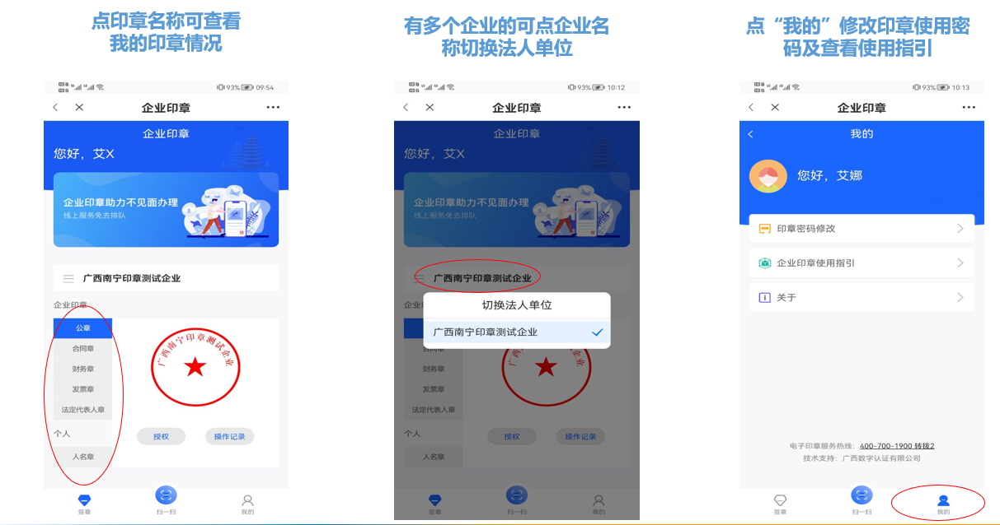 点印章名称可查看
我的印章情况
09:54
93%
企业印章
企业印章
您好，艾X
企业印章助力不见面办理
线上服务免去排队
广西南宁印章测试企业
企业印章
公章
合同章
财务章
发票章
法定代表人章
个人
人名章
广西南宁印章测试企业
授权
操作记录
签章
扫一扫
我的
有多个企业的可点企业名
称切换法人单位
93%
10:12
企业印章
企业印章
您好，艾X
企业印章助力不见面办理
线上服务免去排队
广西南宁印章测试企业
切换法人单位
广西南宁印章测试企业
合同章
财务章
发票章
法定代表人章
个人
人名章
授权
操作记录
签章
扫一扫
我的
点“我的”修改印章使用密
码及查看使用指引
93%
10:13
企业印章
我的
您好，艾娜
印章密码修改
企业印章使用指引
关于
电子印章服务热线：400-700-1900 转拨2
技术支持：广西数字认证有限公司
签章
扫一扫
我的